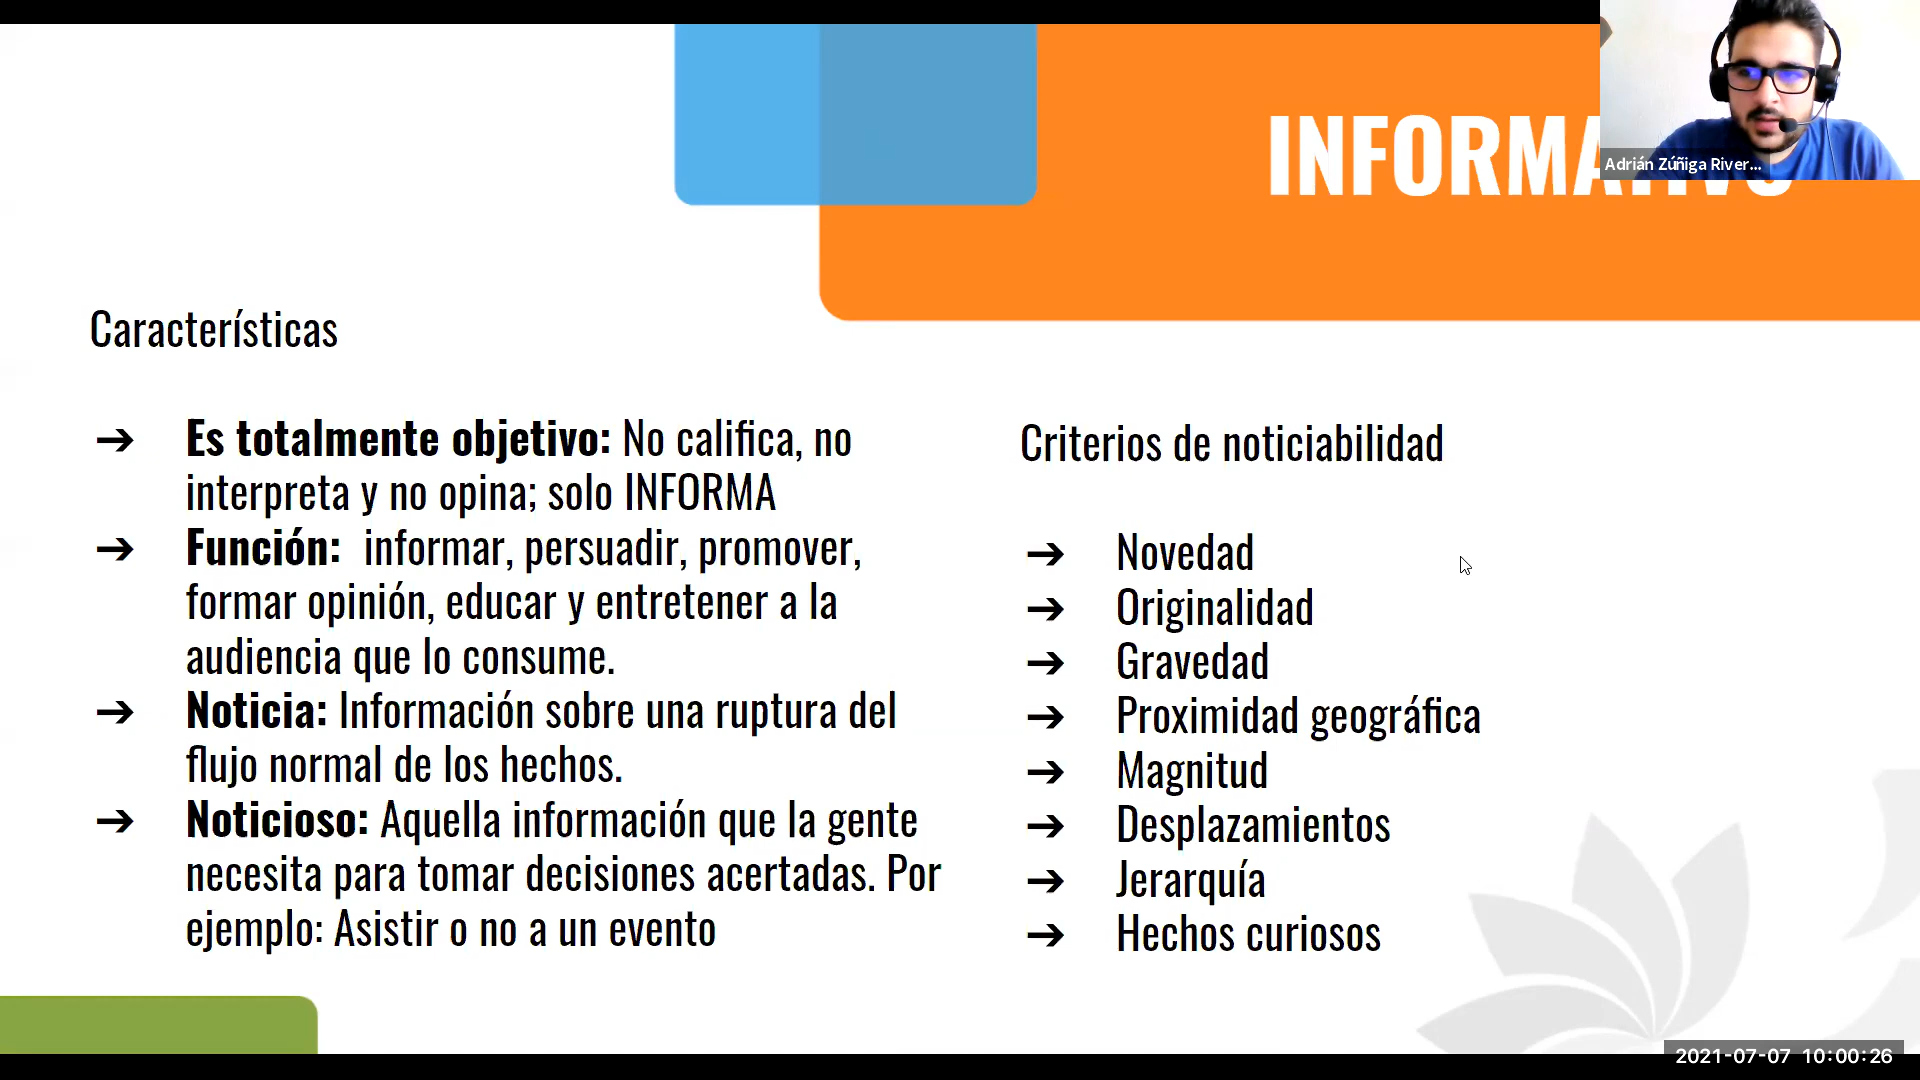 INFORMATIVO
Adrián Zúñiga River...
Características
➔ Es totalmente objetivo: No califica, no
interpreta y no opina; solo INFORMA
➔ Función: informar, persuadir, promover,
formar opinión, educar y entretener a la
audiencia que lo consume.
➔ Noticia: Información sobre una ruptura del
flujo normal de los hechos.
➔ Noticioso: Aquella información que la gente
necesita para tomar decisiones acertadas. Por
ejemplo: Asistir o no a un evento
Criterios de noticiabilidad
➔ Novedad
➔ Originalidad
➔ Gravedad
➔ Proximidad geográfica
➔ Magnitud
➔ Desplazamientos
➔ Jerarquía
➔ Hechos curiosos
2021-07-07 10:00:26